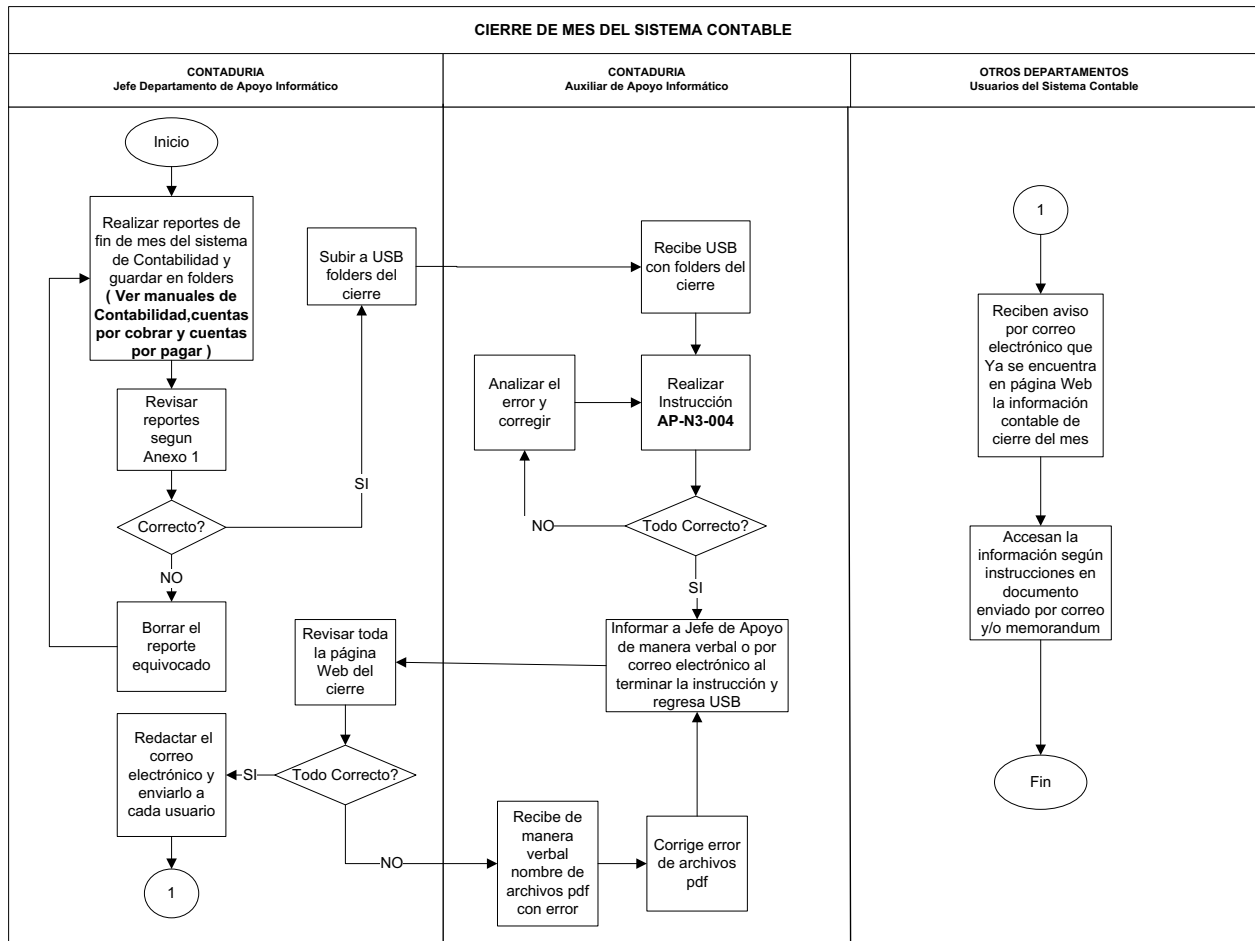 CIERRE DE MES DEL SISTEMA CONTABLE
CONTADURIA
Jefe Departamento de Apoyo Informático
CONTADURIA
Auxiliar de Apoyo Informático
OTROS DEPARTAMENTOS
Usuarios del Sistema Contable
Inicio
Realizar reportes de
fin de mes del sistema
de Contabilidad y
guardar en folders
( Ver manuales de
Contabilidad,cuentas
por cobrar y cuentas
por pagar )
Revisar
reportes
segun
Anexo 1
Correcto?
NO
Borrar el
reporte
equivocado
SI
Subir a USB
folders del
cierre
Recibe USB
con folders del
cierre
Realizar
Instrucción
AP-N3-004
Todo Correcto?
NO
Analizar el
error y
corregir
SI
Informar a Jefe de Apoyo
de manera verbal o por
correo electrónico al
terminar la instrucción y
regresa USB
Revisar toda
la página
Web del
cierre
Todo Correcto?
SI
Redactar el
correo
electrónico y
enviarlo a
cada usuario
1
NO
Recibe de
manera
verbal
nombre de
archivos pdf
con error
Corrige error
de archivos
pdf
1
Reciben aviso
por correo
electrónico que
Ya se encuentra
en página Web
la información
contable de
cierre del mes
Accesan la
información según
instrucciones en
documento
enviado por correo
y/o memorandum
Fin